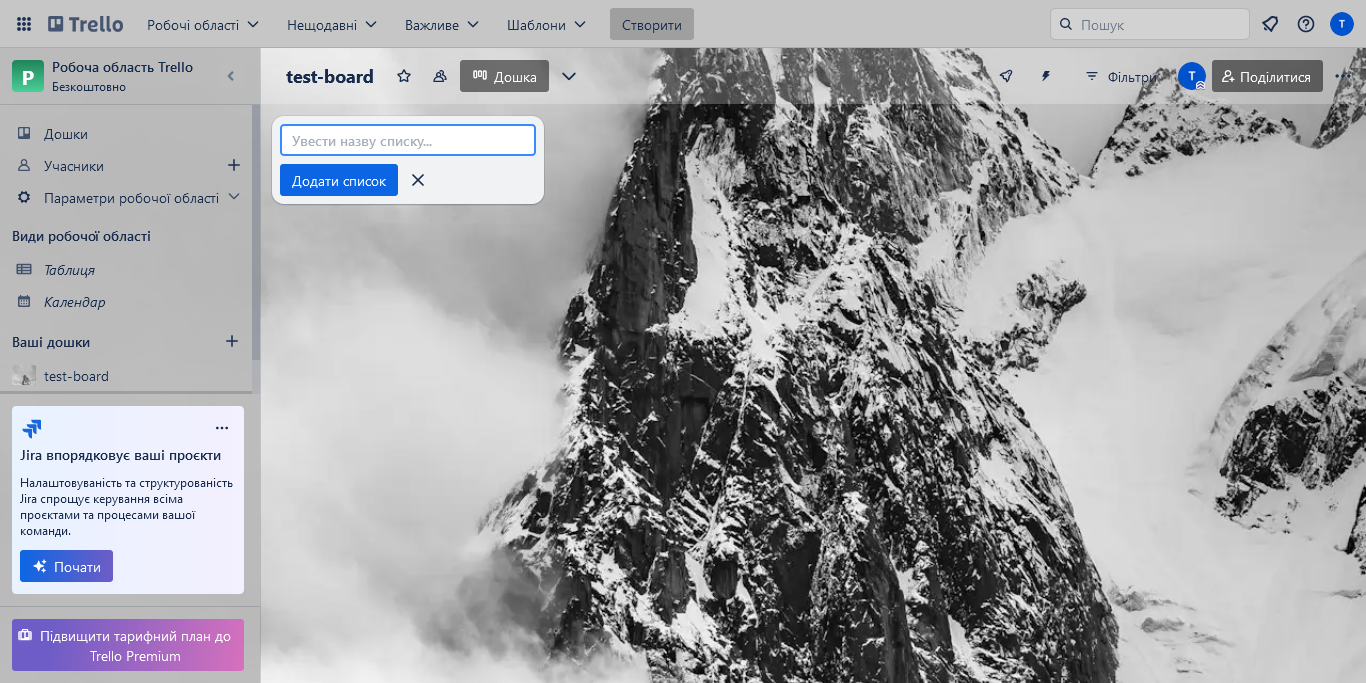 Trello
Робочі області
Нещодавні
Важливе
Шаблони
Створити
Пошук
T
P
Робоча область Trello
Безкоштовно
test-board
Дошка
Фільтри
T
Поділитися
Дошки
Учасники
Параметри робочої області
Види робочої області
Таблиця
Календар
Ваші дошки
test-board
Увести назву списку...
Додати список
Jira впорядковує ваші проєкти
Налаштовуваність та структурованість
Jira спрощує керування всіма
проєктами та процесами вашої
команди.
Почати
Підвищити тарифний план до
Trello Premium